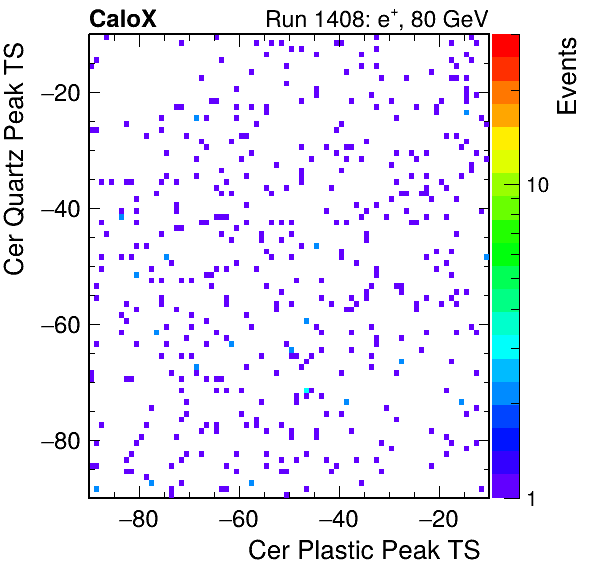 CaloX Run 1408: e⁺, 80 GeV
Events
Cer Quartz Peak TS
−20
−40
−60
−80
10
1
−80 −60 −40 −20
Cer Plastic Peak TS